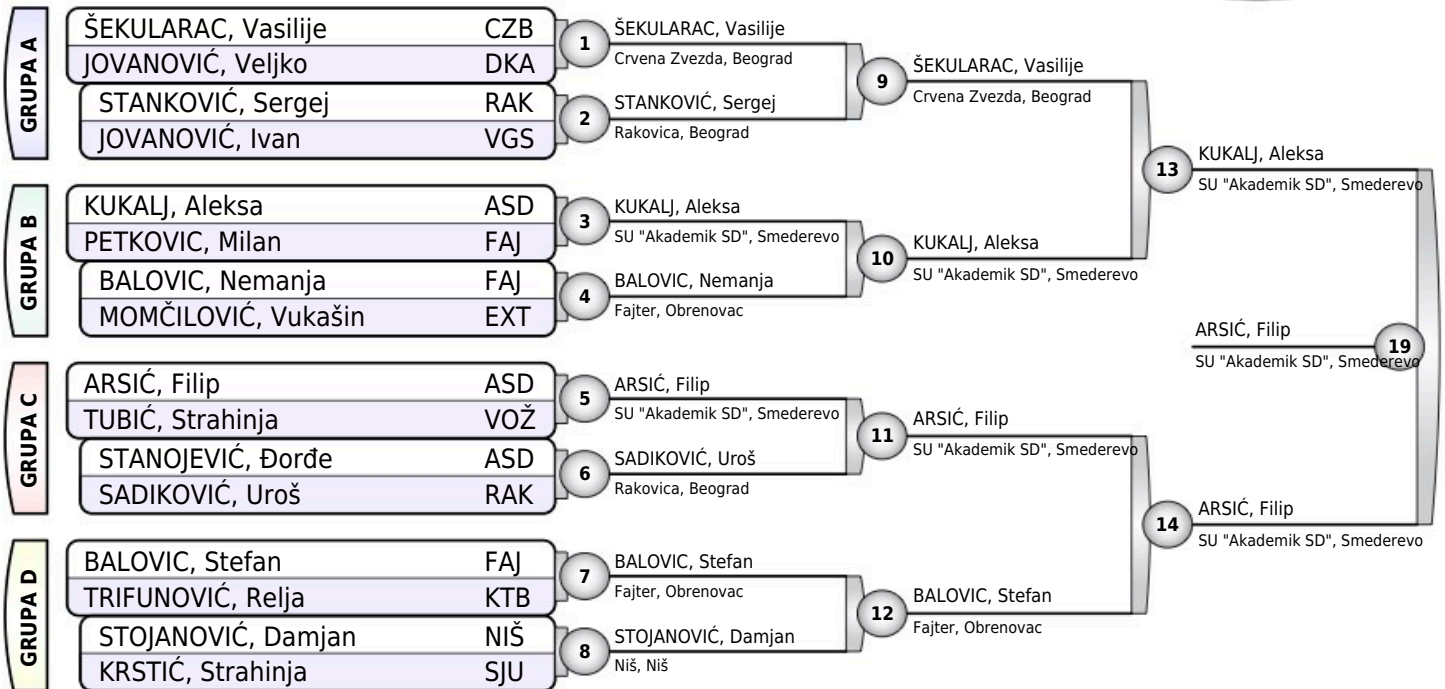 GRUPA A
ŠEKULARAC, Vasilije CZB
JOVANOVIĆ, Veljko DKA
STANKOVIĆ, Sergej RAK
JOVANOVIĆ, Ivan VGS
GRUPA B
KUKALJ, Aleksa ASD
PETKOVIC, Milan FAJ
BALOVIC, Nemanja FAJ
MOMČILOVIĆ, Vukašin EXT
GRUPA C
ARSIĆ, Filip ASD
TUBIĆ, Strahinja VOŽ
STANOJEVIĆ, Đorđe ASD
SADIKOVIĆ, Uroš RAK
GRUPA D
BALOVIC, Stefan FAJ
TRIFUNOVIĆ, Relja KTB
STOJANOVIĆ, Damjan NIŠ
KRSTIĆ, Strahinja SJU
1
ŠEKULARAC, Vasilije
Crvena Zvezda, Beograd
2
STANKOVIĆ, Sergej
Rakovica, Beograd
3
KUKALJ, Aleksa
SU "Akademik SD", Smederevo
4
BALOVIC, Nemanja
Fajter, Obrenovac
5
ARSIĆ, Filip
SU "Akademik SD", Smederevo
6
SADIKOVIĆ, Uroš
Rakovica, Beograd
7
BALOVIC, Stefan
Fajter, Obrenovac
8
STOJANOVIĆ, Damjan
Niš, Niš
9
ŠEKULARAC, Vasilije
Crvena Zvezda, Beograd
10
KUKALJ, Aleksa
SU "Akademik SD", Smederevo
11
ARSIĆ, Filip
SU "Akademik SD", Smederevo
12
BALOVIC, Stefan
Fajter, Obrenovac
13
KUKALJ, Aleksa
SU "Akademik SD", Smederevo
14
ARSIĆ, Filip
SU "Akademik SD", Smederevo
ARSIĆ, Filip
19
SU "Akademik SD", Smederevo